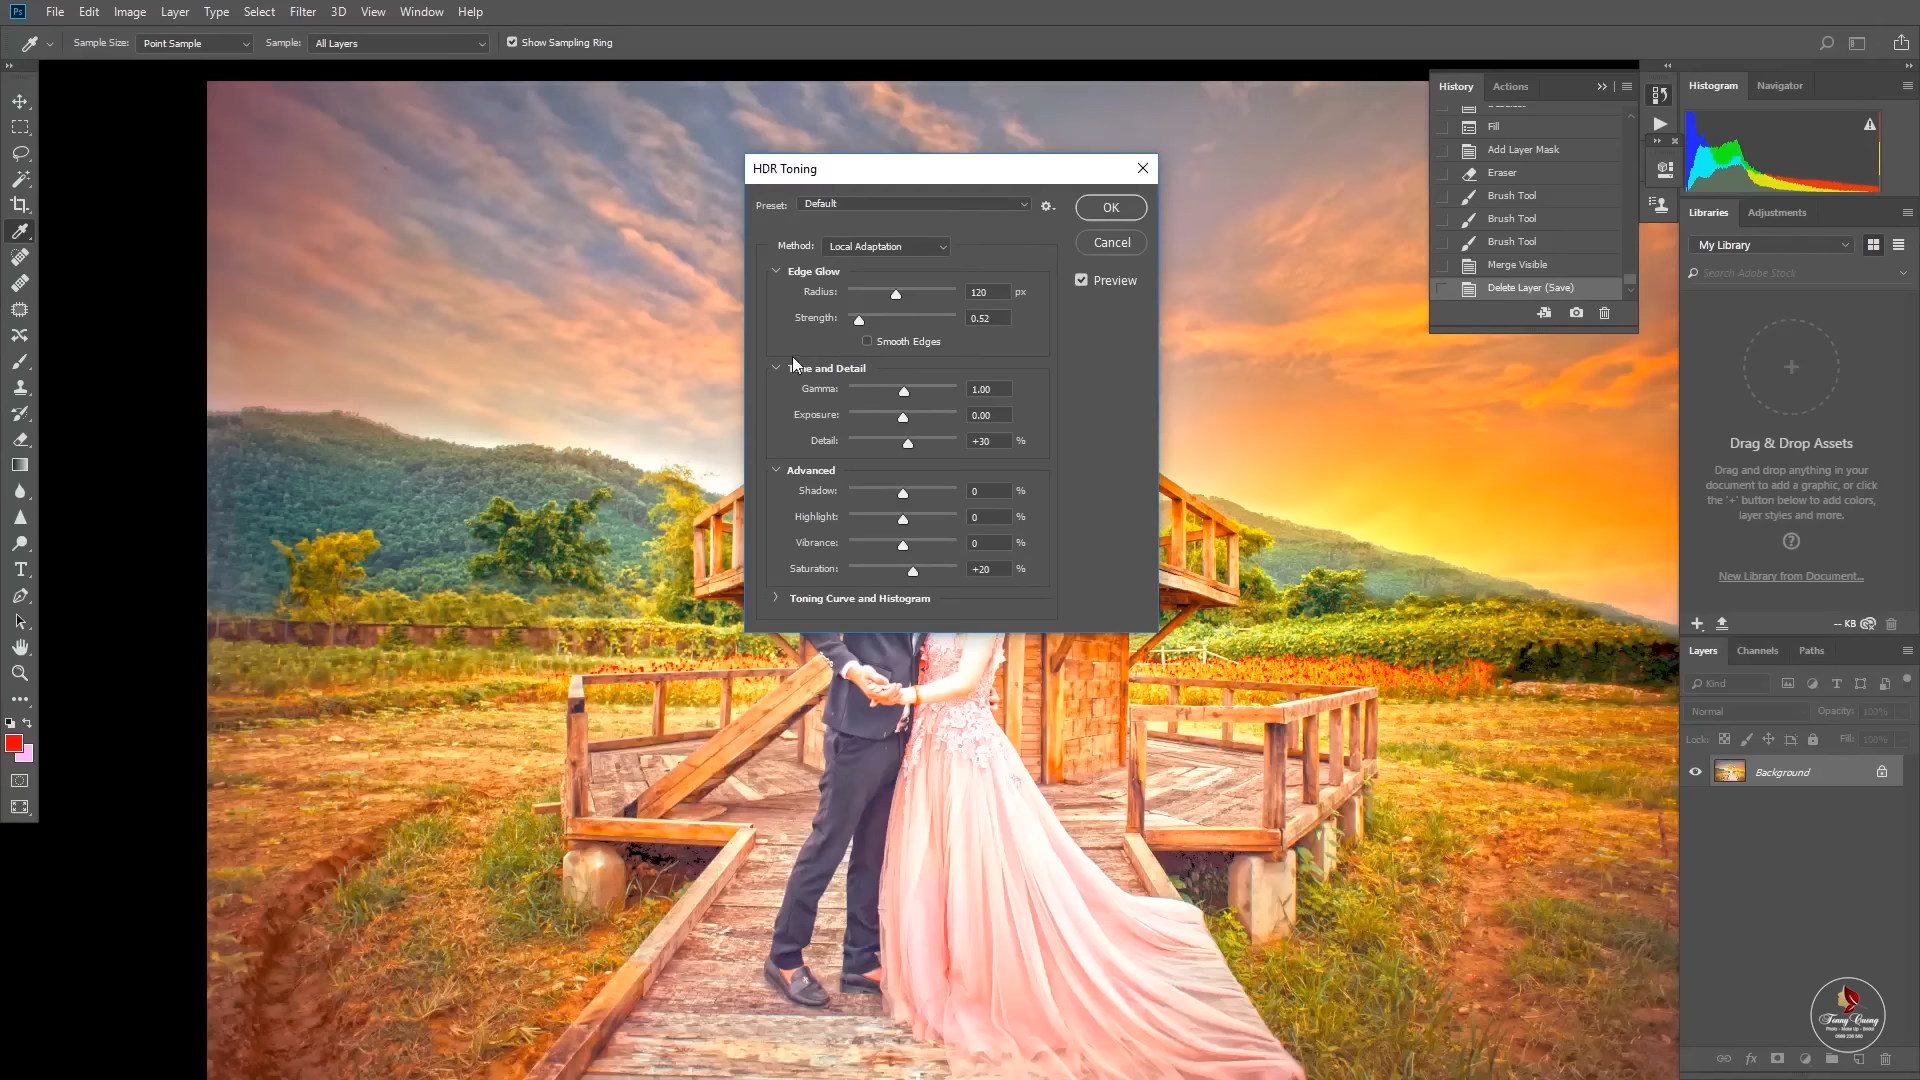 Ps File Edit Image Layer Type Select Filter 3D View Window Help
Sample Size: Point Sample Sample: All Layers Show Sampling Ring
History Actions
Fill
Add Layer Mask
Eraser
Brush Tool
Brush Tool
Brush Tool
Merge Visible
Delete Layer (Save)
Histogram Navigator
Libraries Adjustments
My Library
Search Adobe Stock
Drag & Drop Assets
Drag and drop anything in your
document to add a graphic, or click
the '+' button below to add colors,
layer styles and more.
New Library from Document...
-- KB
Layers Channels Paths
Kind
Normal Opacity: 100%
Lock: Fill: 100%
Background
HDR Toning
Preset: Default
OK
Cancel
Preview
Method: Local Adaptation
Edge Glow
Radius: 120 px
Strength: 0.52
Smooth Edges
and Detail
Gamma: 1.00
Exposure: 0.00
Detail: +30 %
Advanced
Shadow: 0 %
Highlight: 0 %
Vibrance: 0 %
Saturation: +20 %
Toning Curve and Histogram
Tonny Cuong